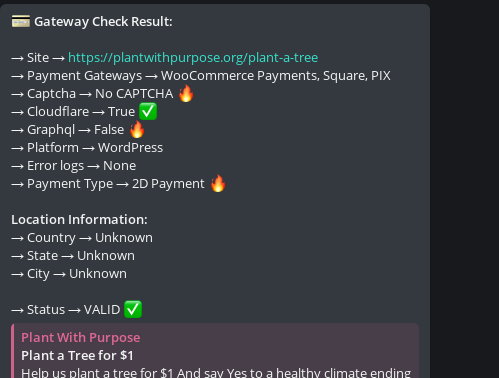 💳 Gateway Check Result:
→ Site → https://plantwithpurpose.org/plant-a-tree
→ Payment Gateways → WooCommerce Payments, Square, PIX
→ Captcha → No CAPTCHA 🔥
→ Cloudflare → True ✅
→ Graphql → False 🔥
→ Platform → WordPress
→ Error logs → None
→ Payment Type → 2D Payment 🔥
Location Information:
→ Country → Unknown
→ State → Unknown
→ City → Unknown
→ Status → VALID ✅
Plant With Purpose
Plant a Tree for $1
Help us plant a tree for $1 And say Yes to a healthy climate ending